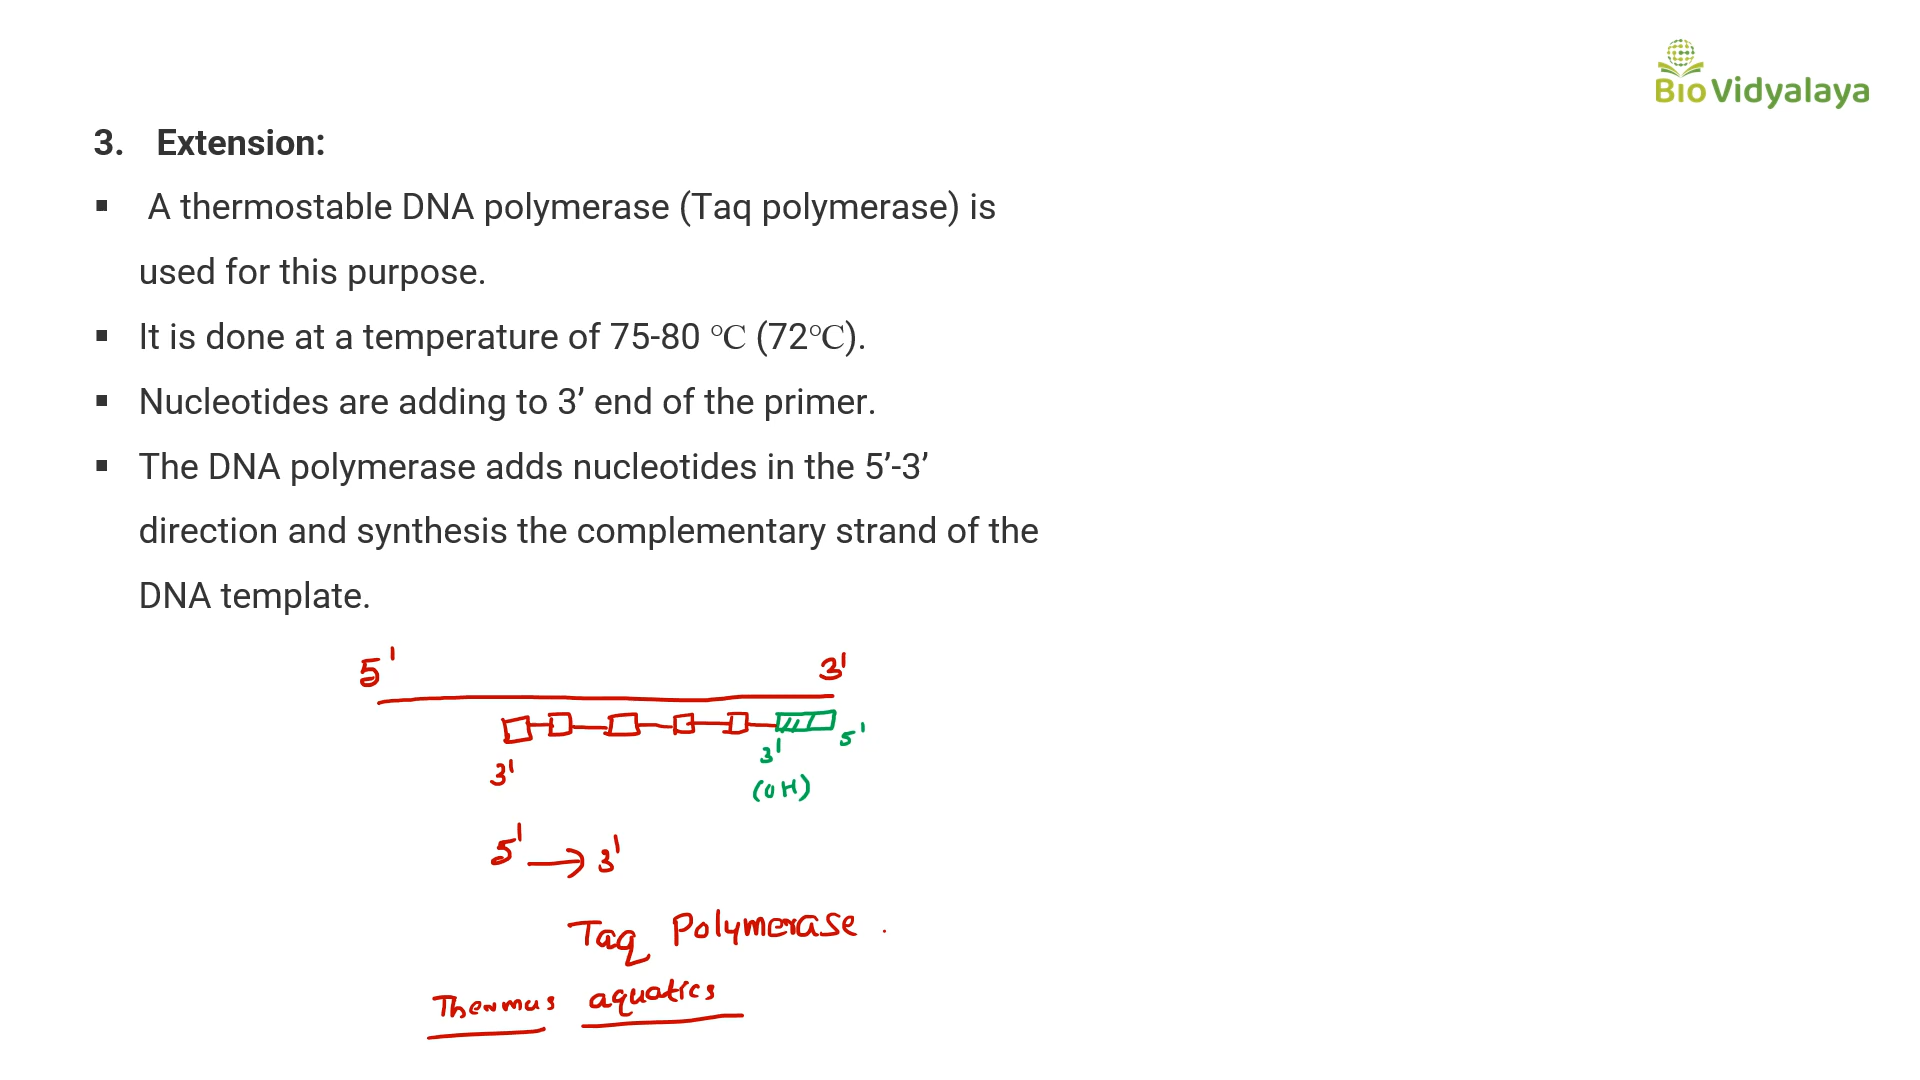 Bio Vidyalaya
3. Extension:
▪ A thermostable DNA polymerase (Taq polymerase) is
used for this purpose.
▪ It is done at a temperature of 75-80 ℃ (72℃).
▪ Nucleotides are adding to 3’ end of the primer.
▪ The DNA polymerase adds nucleotides in the 5’-3’
direction and synthesis the complementary strand of the
DNA template.
5' 3'
3' 5'
3'
(OH)
5' → 3'
Taq Polymerase.
Thermus aquatics